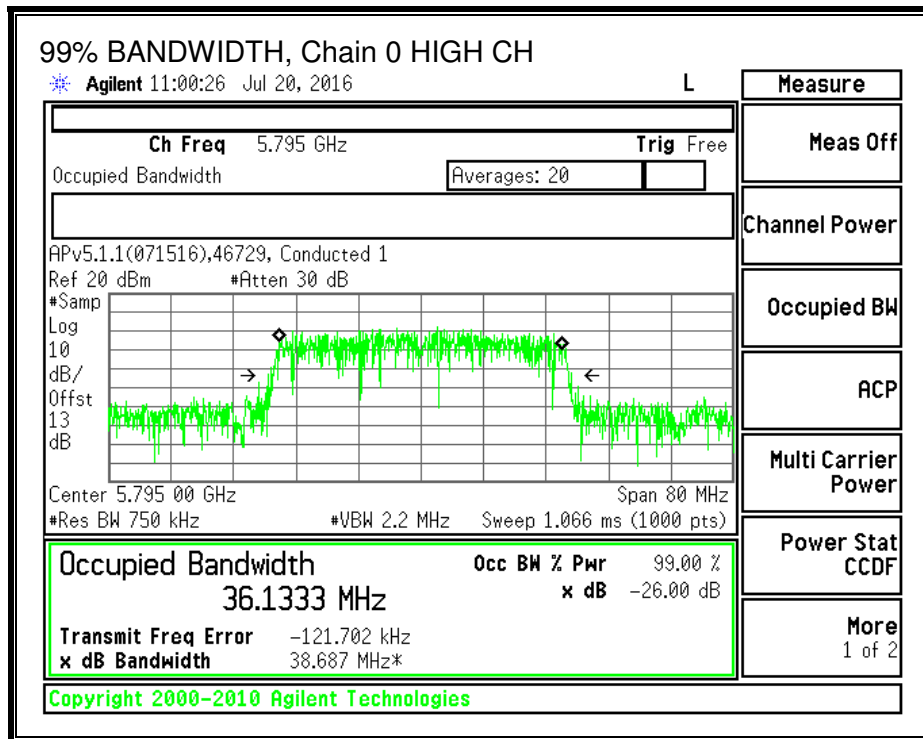 99% BANDWIDTH, Chain 0 HIGH CH
Agilent 11:00:26 Jul 20, 2016 L
Ch Freq 5.795 GHz Trig Free
Occupied Bandwidth Averages: 20
APv5.1.1(071516),46729, Conducted 1
Ref 20 dBm #Atten 30 dB
#Samp
Log
10
dB/
Offst
13
dB
Center 5.795 00 GHz Span 80 MHz
#Res BW 750 kHz #VBW 2.2 MHz Sweep 1.066 ms (1000 pts)
Occupied Bandwidth Occ BW % Pwr 99.00 %
36.1333 MHz x dB -26.00 dB
Transmit Freq Error -121.702 kHz
x dB Bandwidth 38.687 MHz*
Copyright 2000-2010 Agilent Technologies
Measure
Meas Off
Channel Power
Occupied BW
ACP
Multi Carrier
Power
Power Stat
CCDF
More
1 of 2